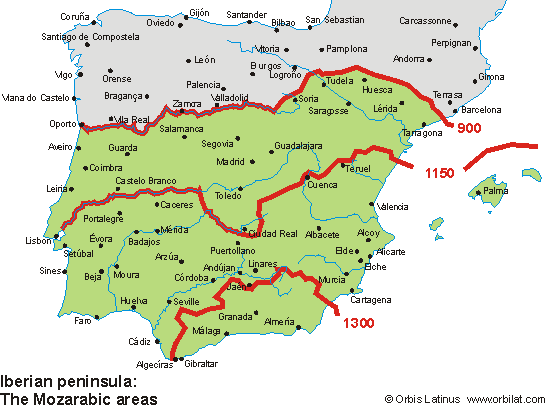 Coruña
Gijón
Oviedo
Santander
San Sebastian
Bilbao
Carcassonne
Santiago de Compostela
Vitoria
Pamplona
Perpignan
León
Andorra
Vigo
Orense
Burgos
Logroño
Girona
Palencia
Tudela
Huesca
Viana do Castelo
Bragança
Zamora
Valladolid
Soria
Saragosse
Lérida
Terrasa
Barcelona
Oporto
Vila Real
Tarragona
900
Salamanca
Aveiro
Guarda
Segovia
Guadalajara
Madrid
Coimbra
Teruel
1150
Leiria
Castelo Branco
Toledo
Cuenca
Palma
Caceres
Portalegre
Valencia
Lisbon
Mérida
Ciudad Real
Albacete
Alcoy
Évora
Badajos
Setúbal
Puertollano
Elde
Alicarte
Arzúa
Elche
Sines
Beja
Moura
Andújan
Linares
Córdoba
Murcia
Jaén
Cartagena
Huelva
Seville
Granada
1300
Faro
Málaga
Almería
Cádiz
Algecíras
Gibraltar
Iberian peninsula:
The Mozarabic areas
© Orbis Latinus www.orbilat.com